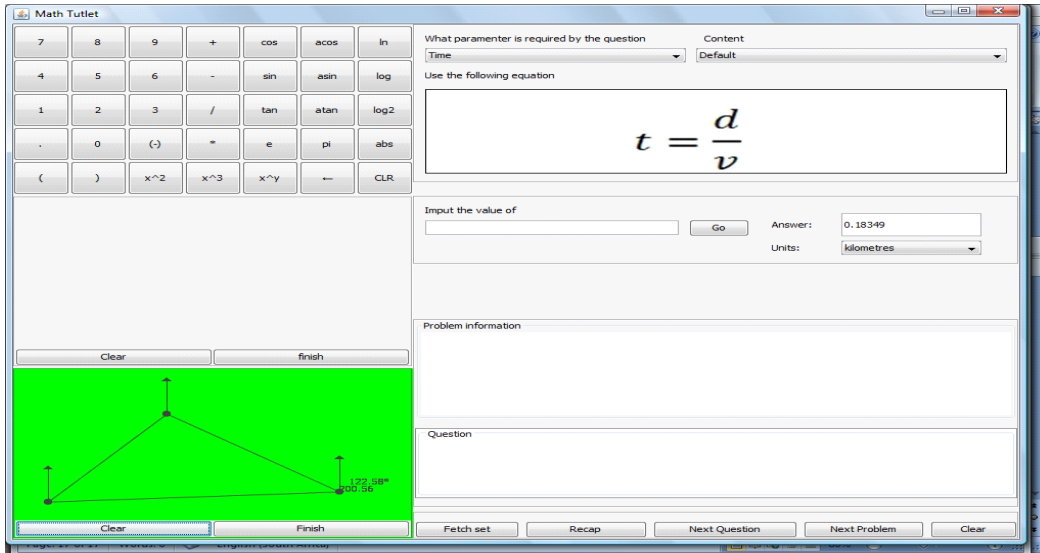 Math Tutlet
7 8 9 + cos acos ln
4 5 6 - sin asin log
1 2 3 / tan atan log2
. 0 (-) = e pi abs
( ) x^2 x^3 x^y ← CLR
Clear finish
122.58°
200.56
Clear Finish
What paramenter is required by the question Content
Time Default
Use the following equation
t = d/v
Imput the value of
Go Answer: 0.18349
Units: kilometres
Problem information
Question
Fetch set Recap Next Question Next Problem Clear